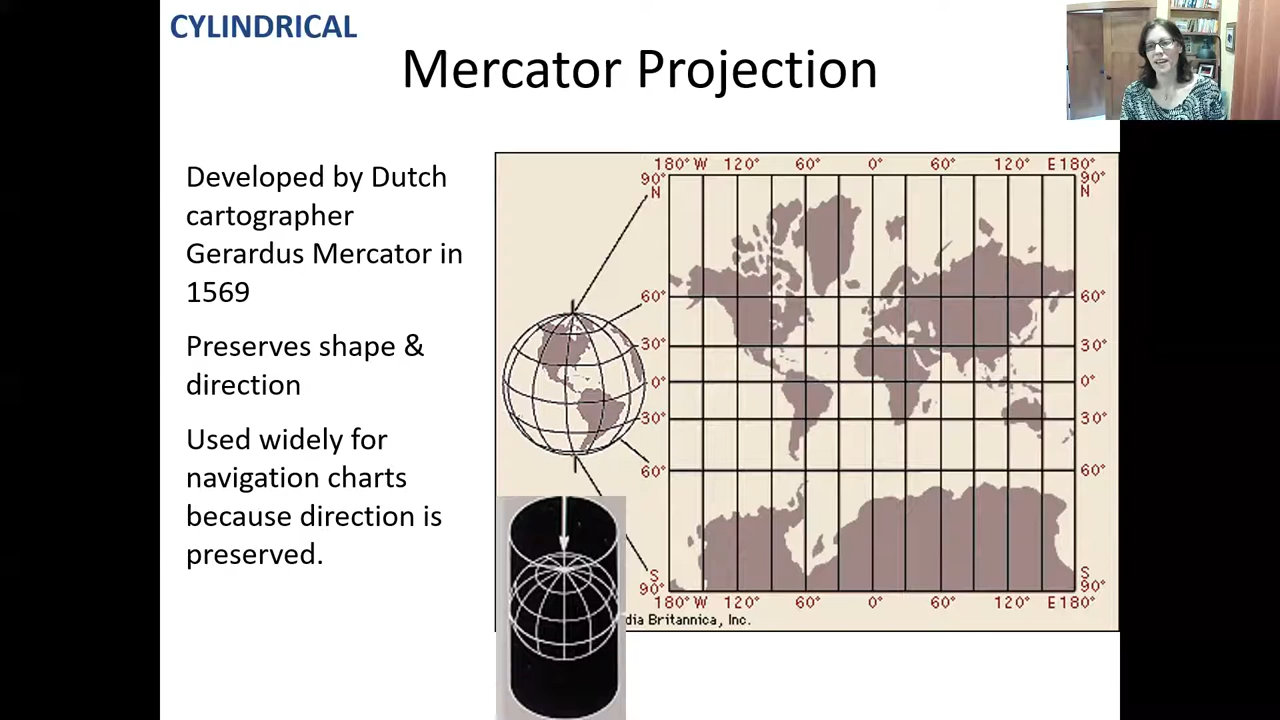 CYLINDRICAL
Mercator Projection
Developed by Dutch
cartographer
Gerardus Mercator in
1569
Preserves shape &
direction
Used widely for
navigation charts
because direction is
preserved.
180° W 120° 60° 0° 60° 120° E 180°
90° N 90° N
60° 60°
30° 30°
0° 0°
30° 30°
60° 60°
S 90° S 90°
180° W 120° 60° 0° 60° 120° E 180°
dia Britannica, Inc.